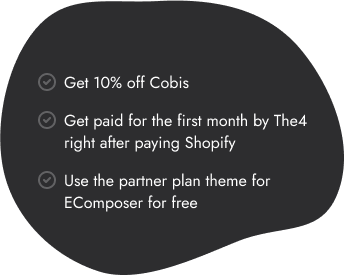 Get 10% off Cobis
Get paid for the first month by The4
right after paying Shopify
Use the partner plan theme for
EComposer for free